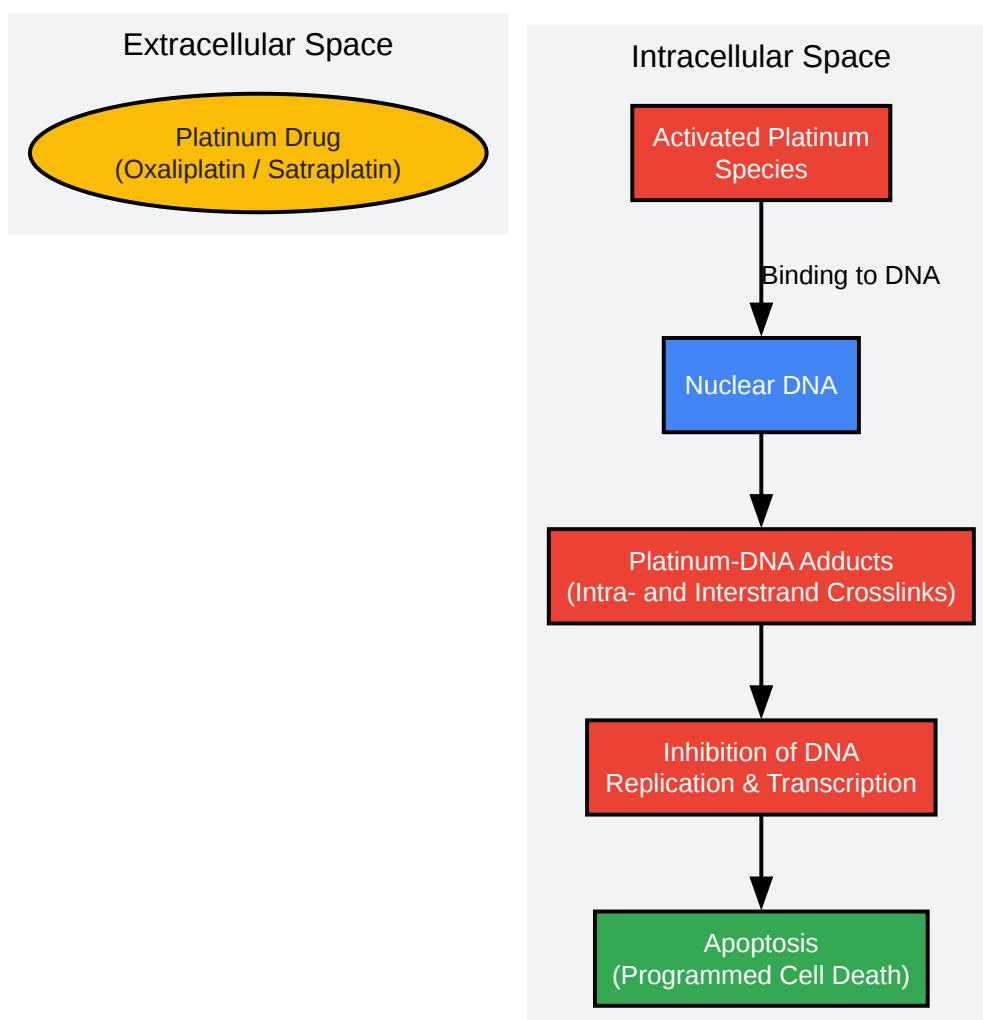 Extracellular Space
Platinum Drug
(Oxaliplatin / Satraplatin)
Intracellular Space
Activated Platinum
Species
Binding to DNA
Nuclear DNA
Platinum-DNA Adducts
(Intra- and Interstrand Crosslinks)
Inhibition of DNA
Replication & Transcription
Apoptosis
(Programmed Cell Death)